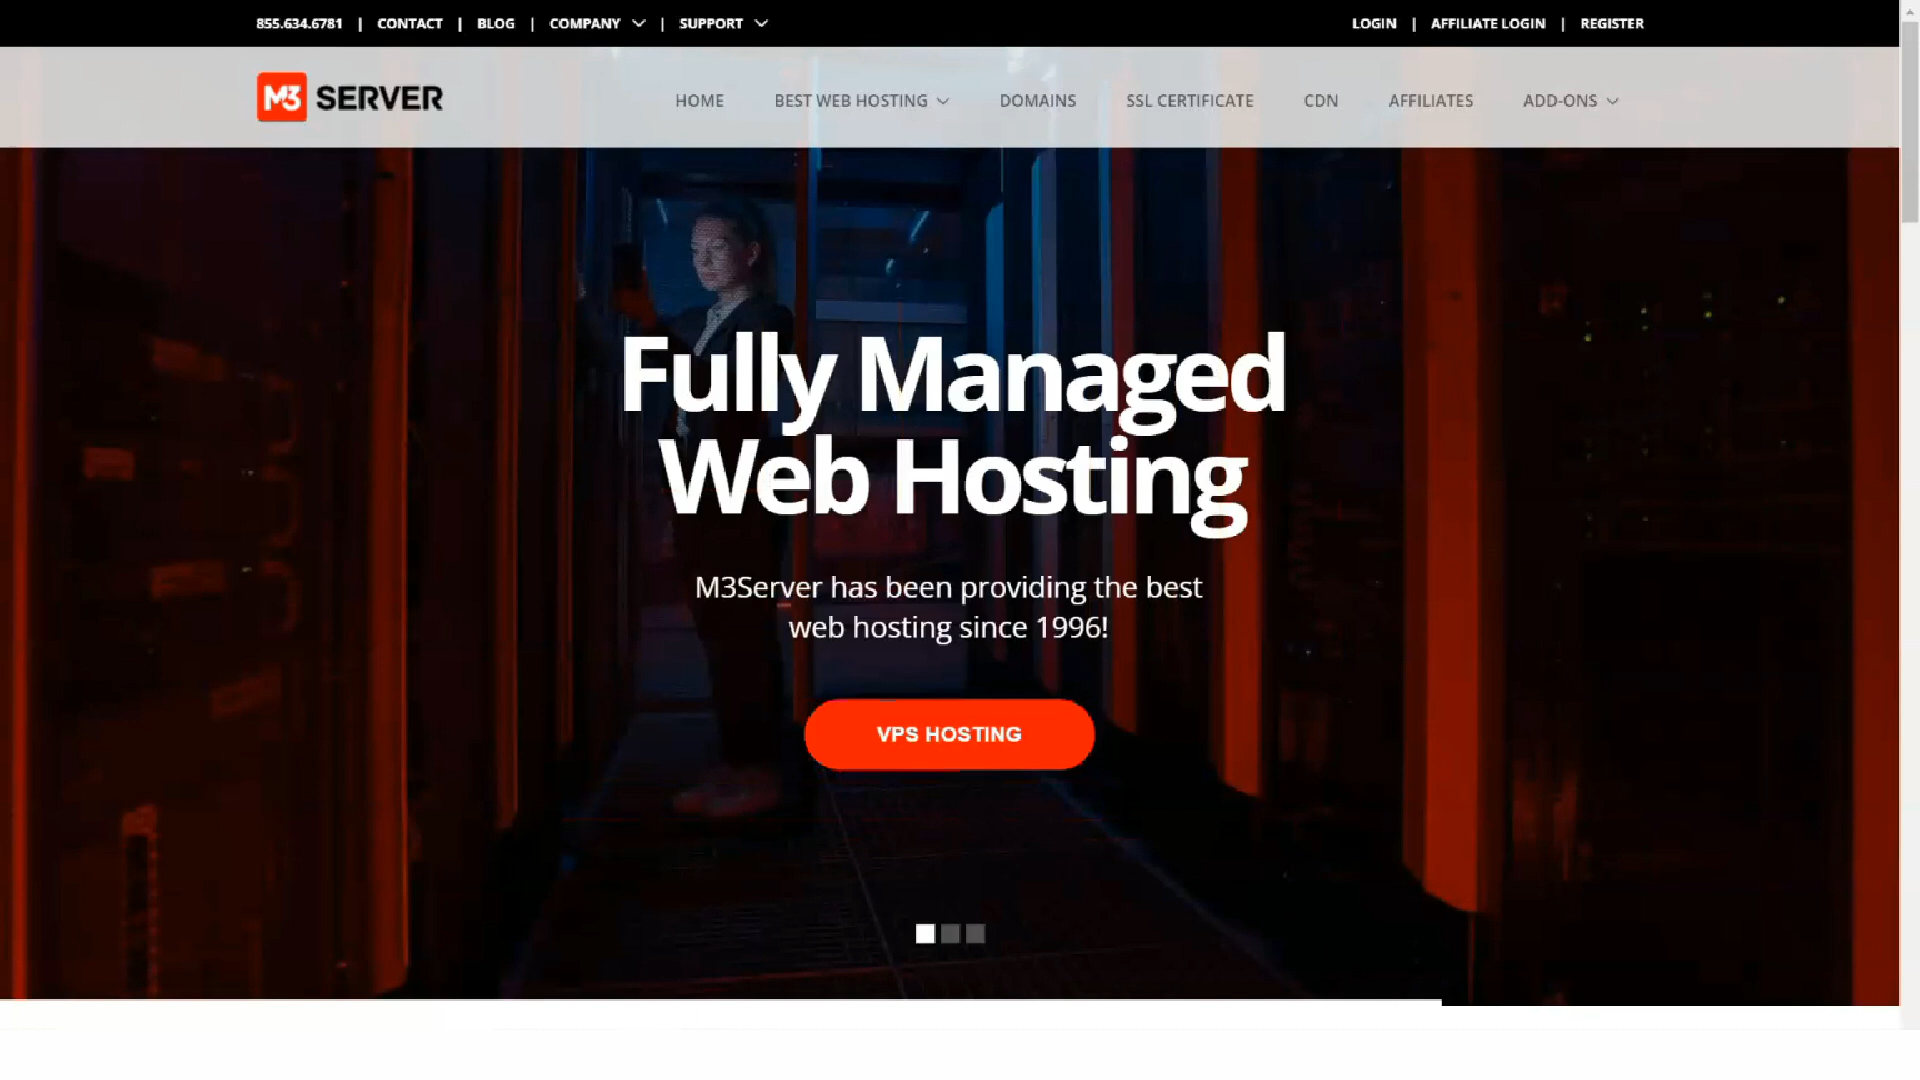 855.634.6781 | CONTACT | BLOG | COMPANY | SUPPORT
LOGIN | AFFILIATE LOGIN | REGISTER
M3 SERVER
HOME BEST WEB HOSTING DOMAINS SSL CERTIFICATE CDN AFFILIATES ADD-ONS
Fully Managed
Web Hosting
M3Server has been providing the best
web hosting since 1996!
VPS HOSTING